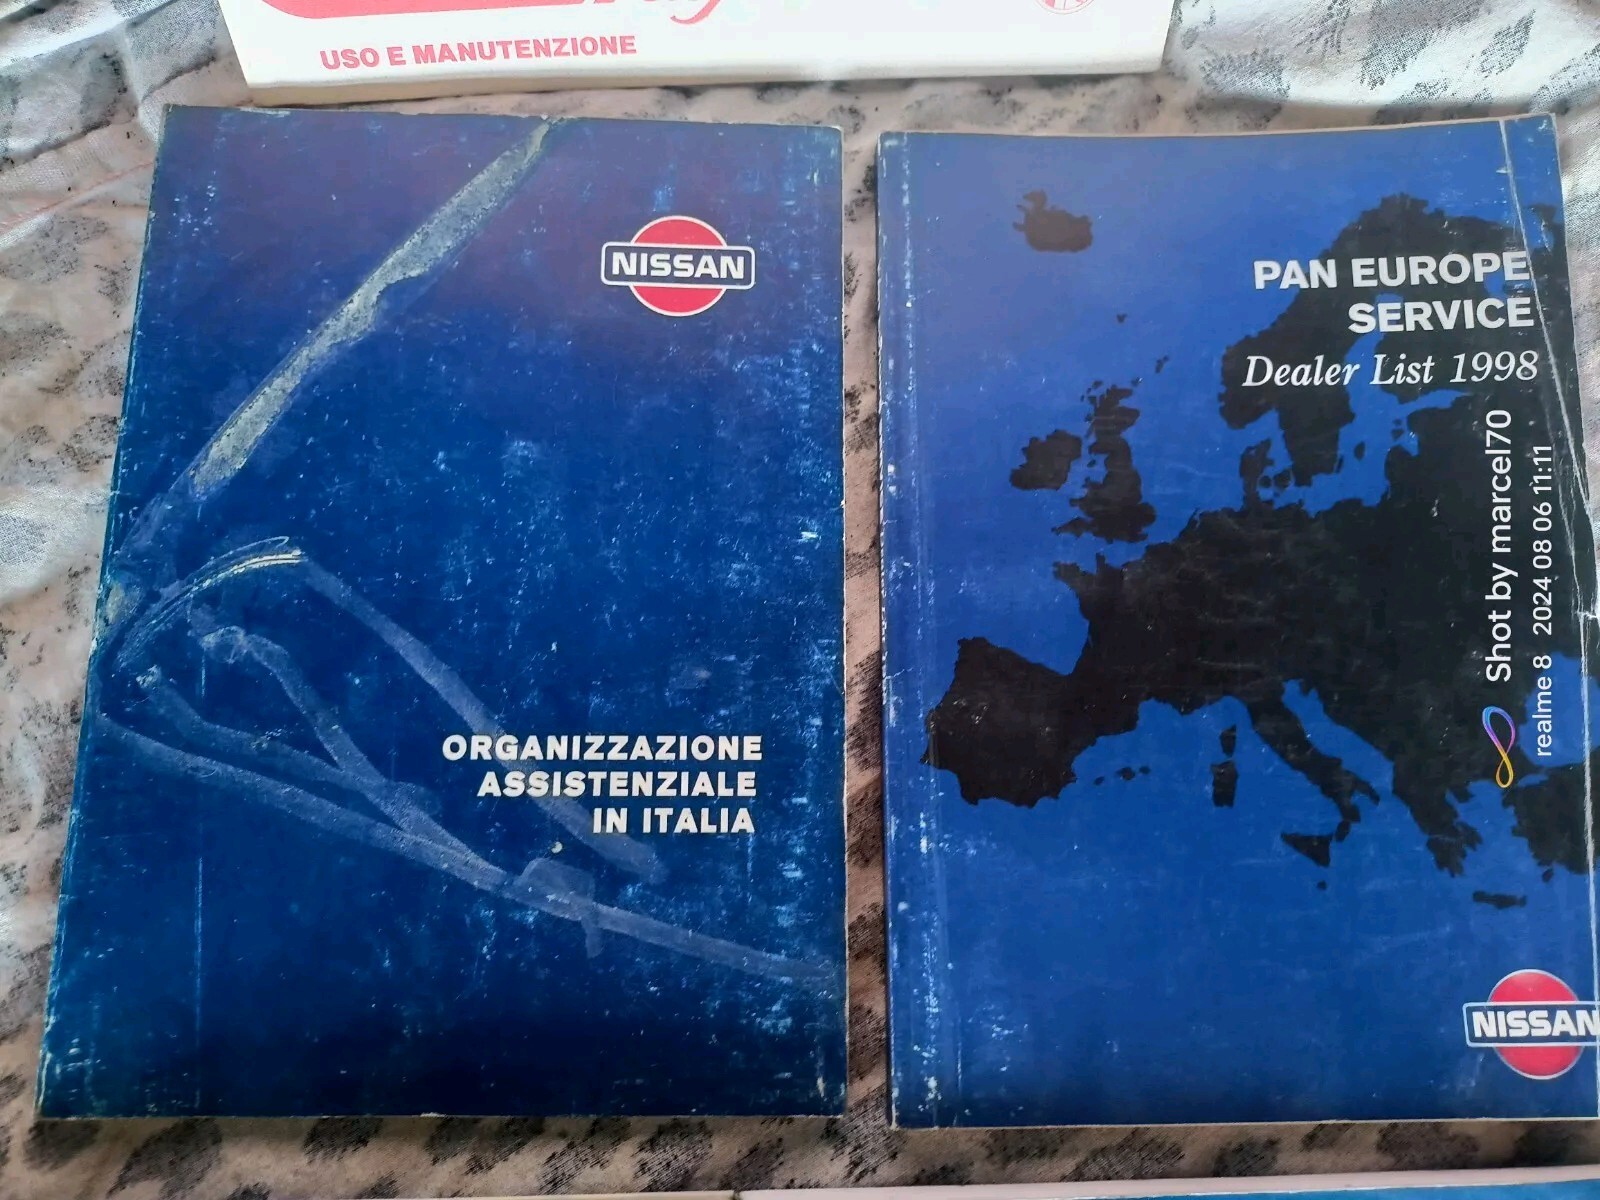 USO E MANUTENZIONE
NISSAN
ORGANIZZAZIONE
ASSISTENZIALE
IN ITALIA
PAN EUROPE
SERVICE
Dealer List 1998
Shot by marcel70
realme 8 2024 08 06 11:11
NISSAN